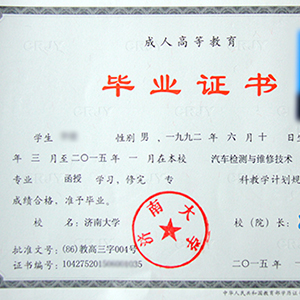 成人高等教育
毕业证书
学生 性别 男，一九九二年 六月 十日
年 三月至二〇一五年 一月在本校 汽车检测与维修技术
专业 函授 学习，修完 专 科教学计划规
成绩合格，准予毕业。
校 名：济南大学 校（院）长：
济南大学
批准文号：(86)教高三字004号
证书编号：1042752015 35 二〇一五
中华人民共和国教育部学历证